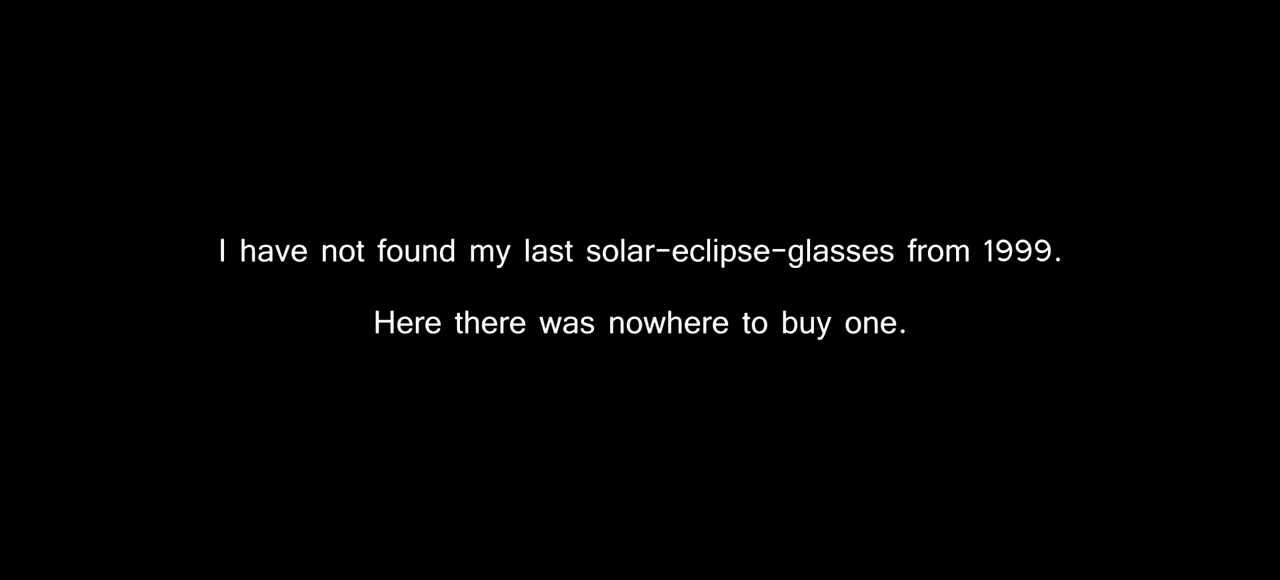 I have not found my last solar-eclipse-glasses from 1999.
Here there was nowhere to buy one.